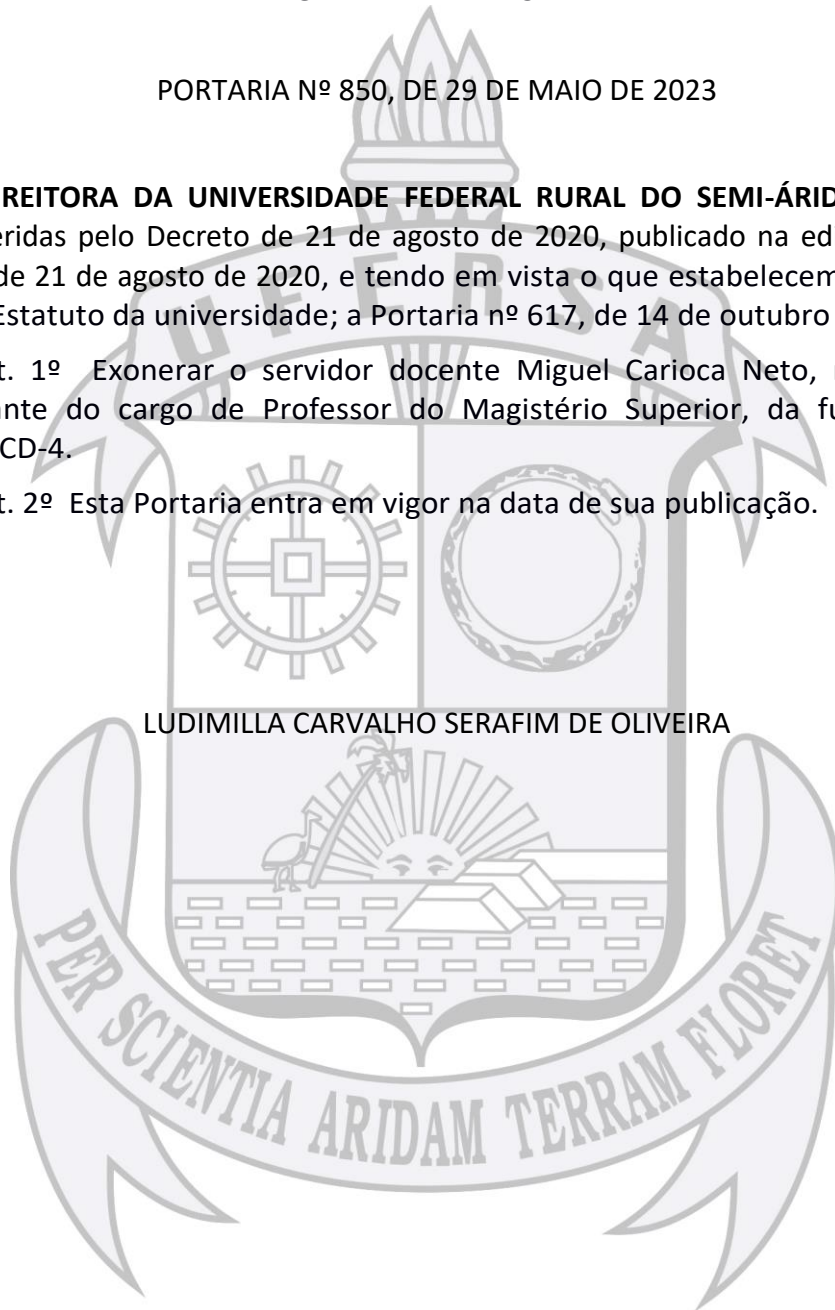 PORTARIA Nº 850, DE 29 DE MAIO DE 2023
REITORA DA UNIVERSIDADE FEDERAL RURAL DO SEMI-ÁRID
eridas pelo Decreto de 21 de agosto de 2020, publicado na ed
de 21 de agosto de 2020, e tendo em vista o que estabelecem
Estatuto da universidade; a Portaria nº 617, de 14 de outubro
t. 1º Exonerar o servidor docente Miguel Carioca Neto,
ante do cargo de Professor do Magistério Superior, da fu
CD-4.
t. 2º Esta Portaria entra em vigor na data de sua publicação.
LUDIMILLA CARVALHO SERAFIM DE OLIVEIRA
UFERSA
PER SCIENTIA ARIDAM TERRAM FLORET